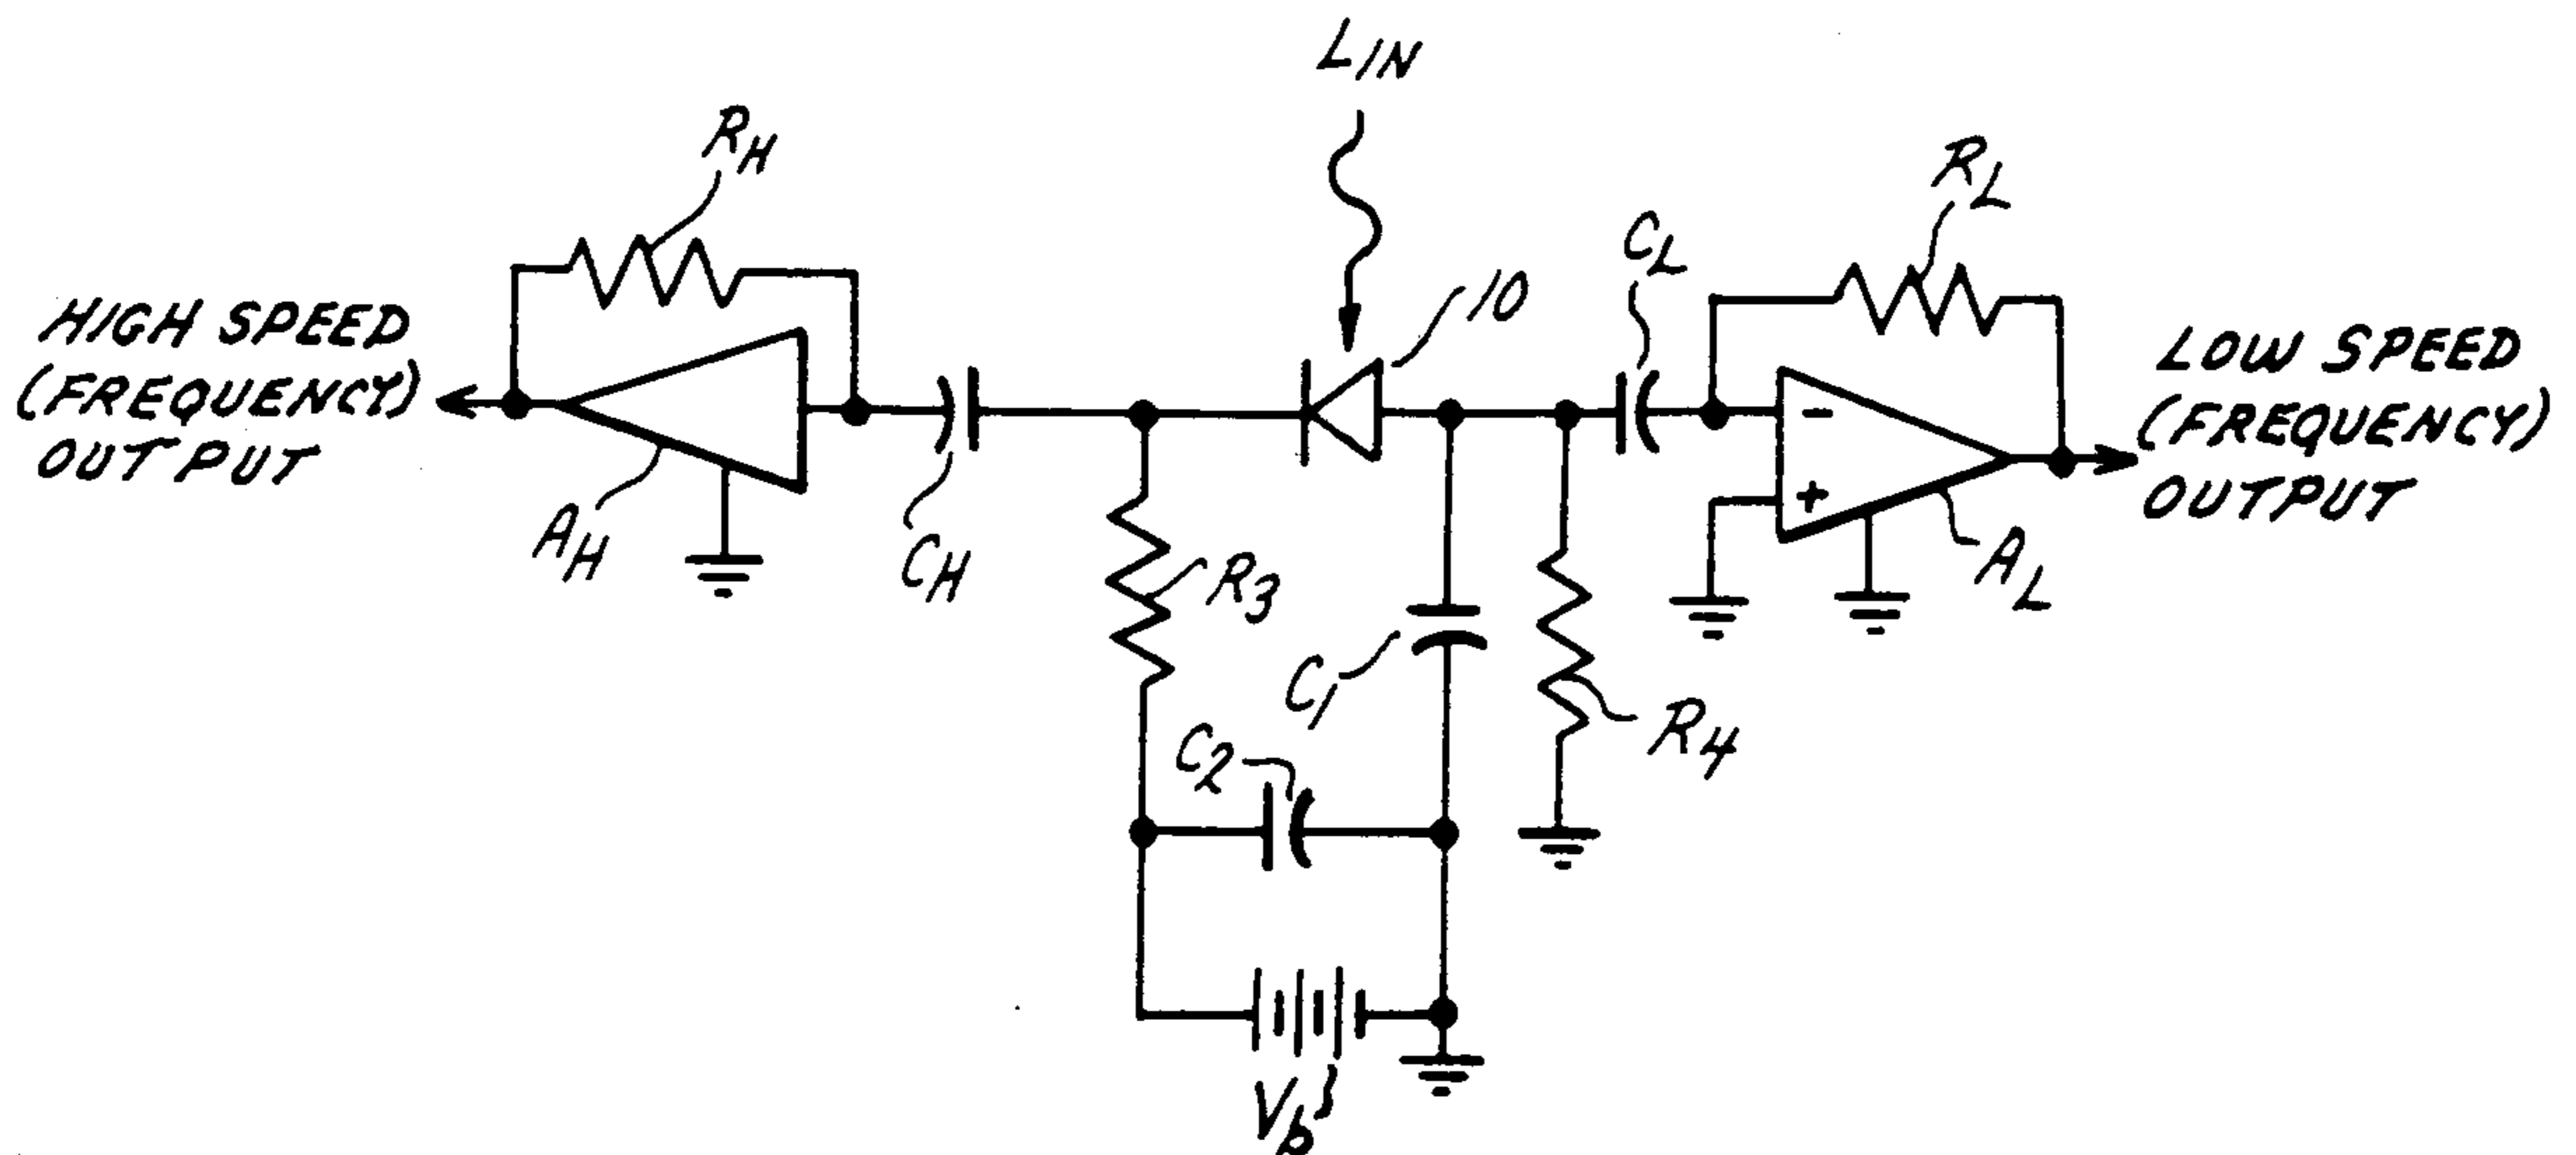 LIN
RH
RL
CL
10
HIGH SPEED
(FREQUENCY)
OUTPUT
LOW SPEED
(FREQUENCY)
OUTPUT
-
+
AH
CH
R3
AL
C1
R4
C2
Vb